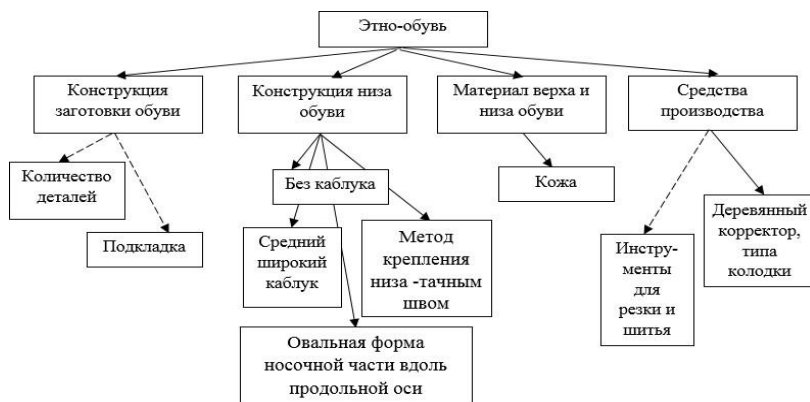 Этно-обувь
Конструкция
заготовки обуви
Конструкция низа
обуви
Материал верха и
низа обуви
Средства
производства
Количество
деталей
Подкладка
Без каблука
Средний
широкий
каблук
Метод
крепления
низа -тачным
швом
Овальная форма
носочной части вдоль
продольной оси
Кожа
Инстру-
менты
для
резки и
шитья
Деревянный
корректор,
типа
колодки